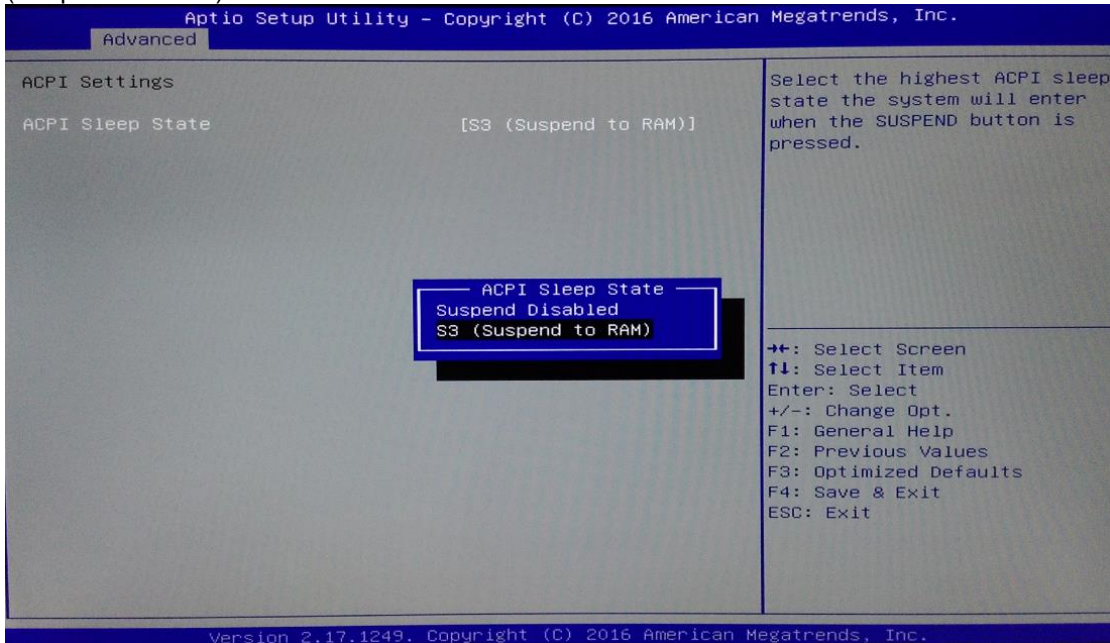 Aptio Setup Utility – Copyright (C) 2016 American Megatrends, Inc.
Advanced
ACPI Settings
ACPI Sleep State [S3 (Suspend to RAM)]
Select the highest ACPI sleep
state the system will enter
when the SUSPEND button is
pressed.
ACPI Sleep State
Suspend Disabled
S3 (Suspend to RAM)
→←: Select Screen
↑↓: Select Item
Enter: Select
+/-: Change Opt.
F1: General Help
F2: Previous Values
F3: Optimized Defaults
F4: Save & Exit
ESC: Exit
Version 2.17.1249. Copyright (C) 2016 American Megatrends, Inc.